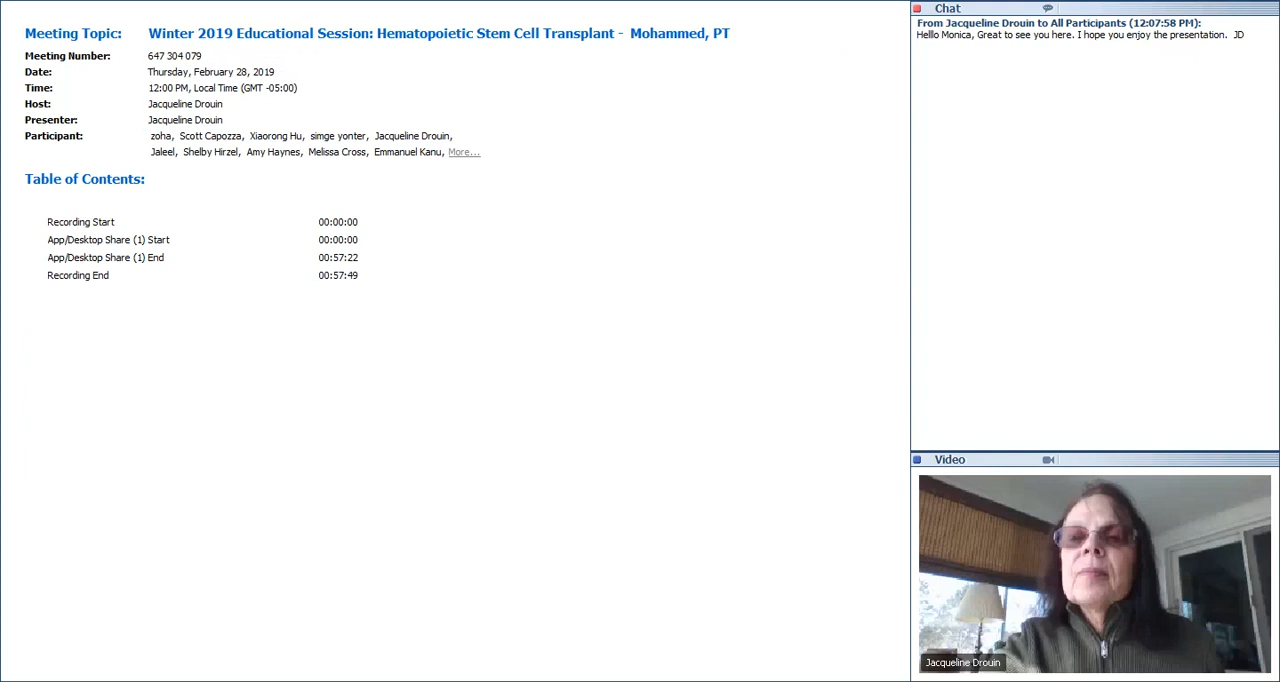 Meeting Topic: Winter 2019 Educational Session: Hematopoietic Stem Cell Transplant - Mohammed, PT
Meeting Number: 647 304 079
Date: Thursday, February 28, 2019
Time: 12:00 PM, Local Time (GMT -05:00)
Host: Jacqueline Drouin
Presenter: Jacqueline Drouin
Participant: zoha, Scott Capozza, Xiaorong Hu, simge yonter, Jacqueline Drouin,
Jaleel, Shelby Hirzel, Amy Haynes, Melissa Cross, Emmanuel Kanu, More...
Table of Contents:
Recording Start 00:00:00
App/Desktop Share (1) Start 00:00:00
App/Desktop Share (1) End 00:57:22
Recording End 00:57:49
Chat
From Jacqueline Drouin to All Participants (12:07:58 PM):
Helllo Monica, Great to see you here. I hope you enjoy the presentation. JD
Video
Jacqueline Drouin